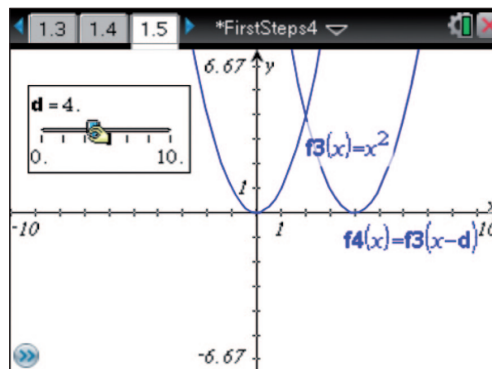 1.3 1.4 1.5 *FirstSteps4
6.67 y
d = 4.
0. 10.
f3(x)=x²
1
-10 1 10
f4(x)=f3(x-d)
-6.67